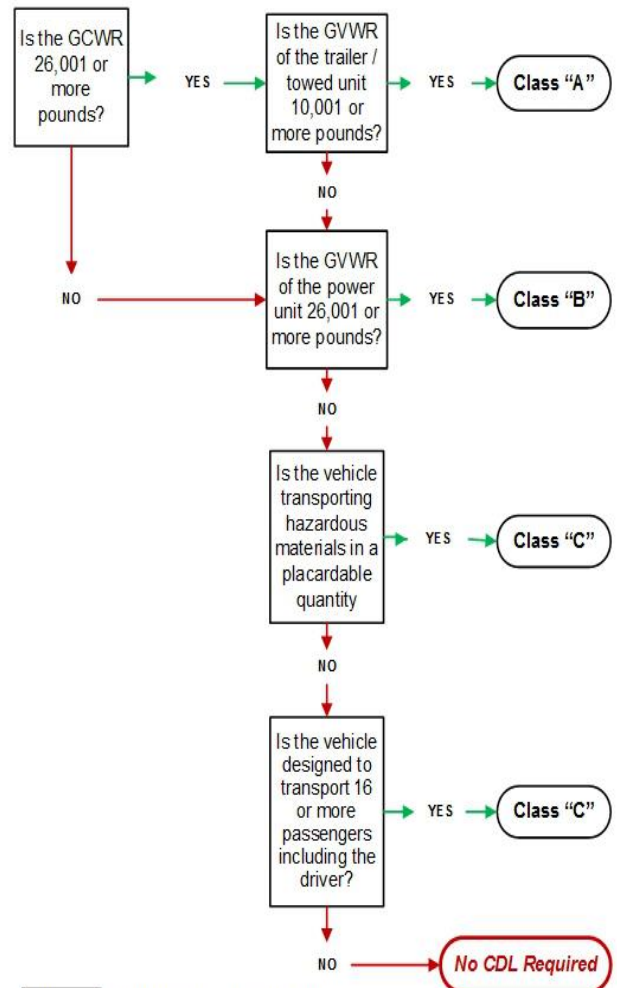 Is the GCWR
26,001 or
more
pounds?
YES
Is the GVWR
of the trailer /
towed unit
10,001 or
more pounds?
YES
Class “A”
NO
NO
Is the GVWR
of the power
unit 26,001 or
more pounds?
YES
Class “B”
NO
Is the vehicle
transporting
hazardous
materials in a
placardable
quantity
YES
Class “C”
NO
Is the vehicle
designed to
transport 16
or more
passengers
including the
driver?
YES
Class “C”
NO
No CDL Required